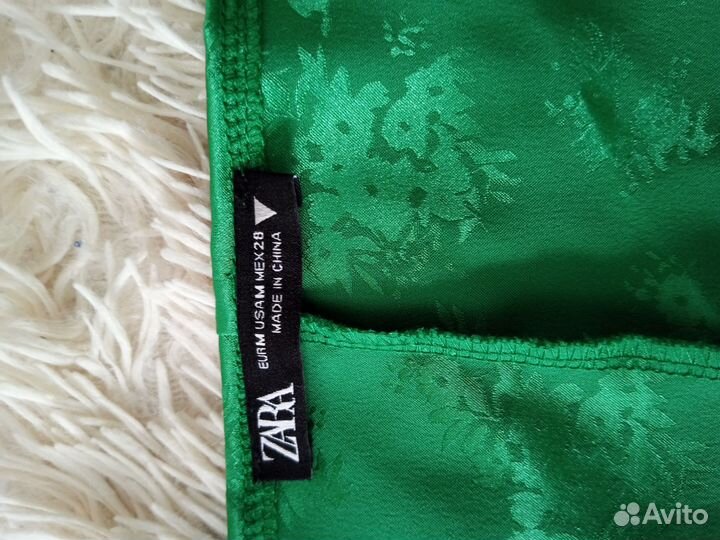 ZARA
EUR M USA M MEX 28
MADE IN CHINA
Avito